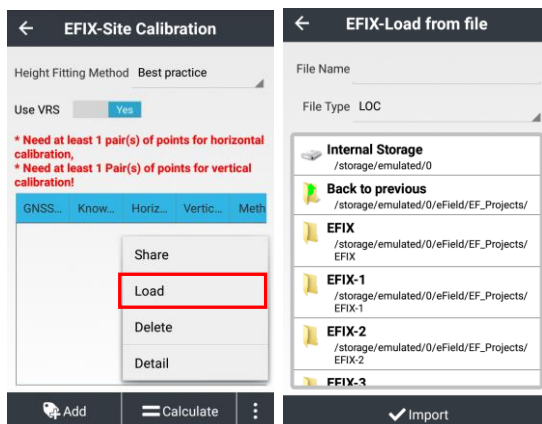 EFIX-Site Calibration
Height Fitting Method Best practice
Use VRS Yes
* Need at least 1 pair(s) of points for horizontal
calibration,
* Need at least 1 Pair(s) of points for vertical
calibration!
GNSS... Know... Horiz... Vertic... Meth
Share
Load
Delete
Detail
Add Calculate
EFIX-Load from file
File Name
File Type LOC
Internal Storage
/storage/emulated/0
Back to previous
/storage/emulated/0/eField/EF_Projects/
EFIX
/storage/emulated/0/eField/EF_Projects/
EFIX
EFIX-1
/storage/emulated/0/eField/EF_Projects/
EFIX-1
EFIX-2
/storage/emulated/0/eField/EF_Projects/
EFIX-2
EFIX-3
Import